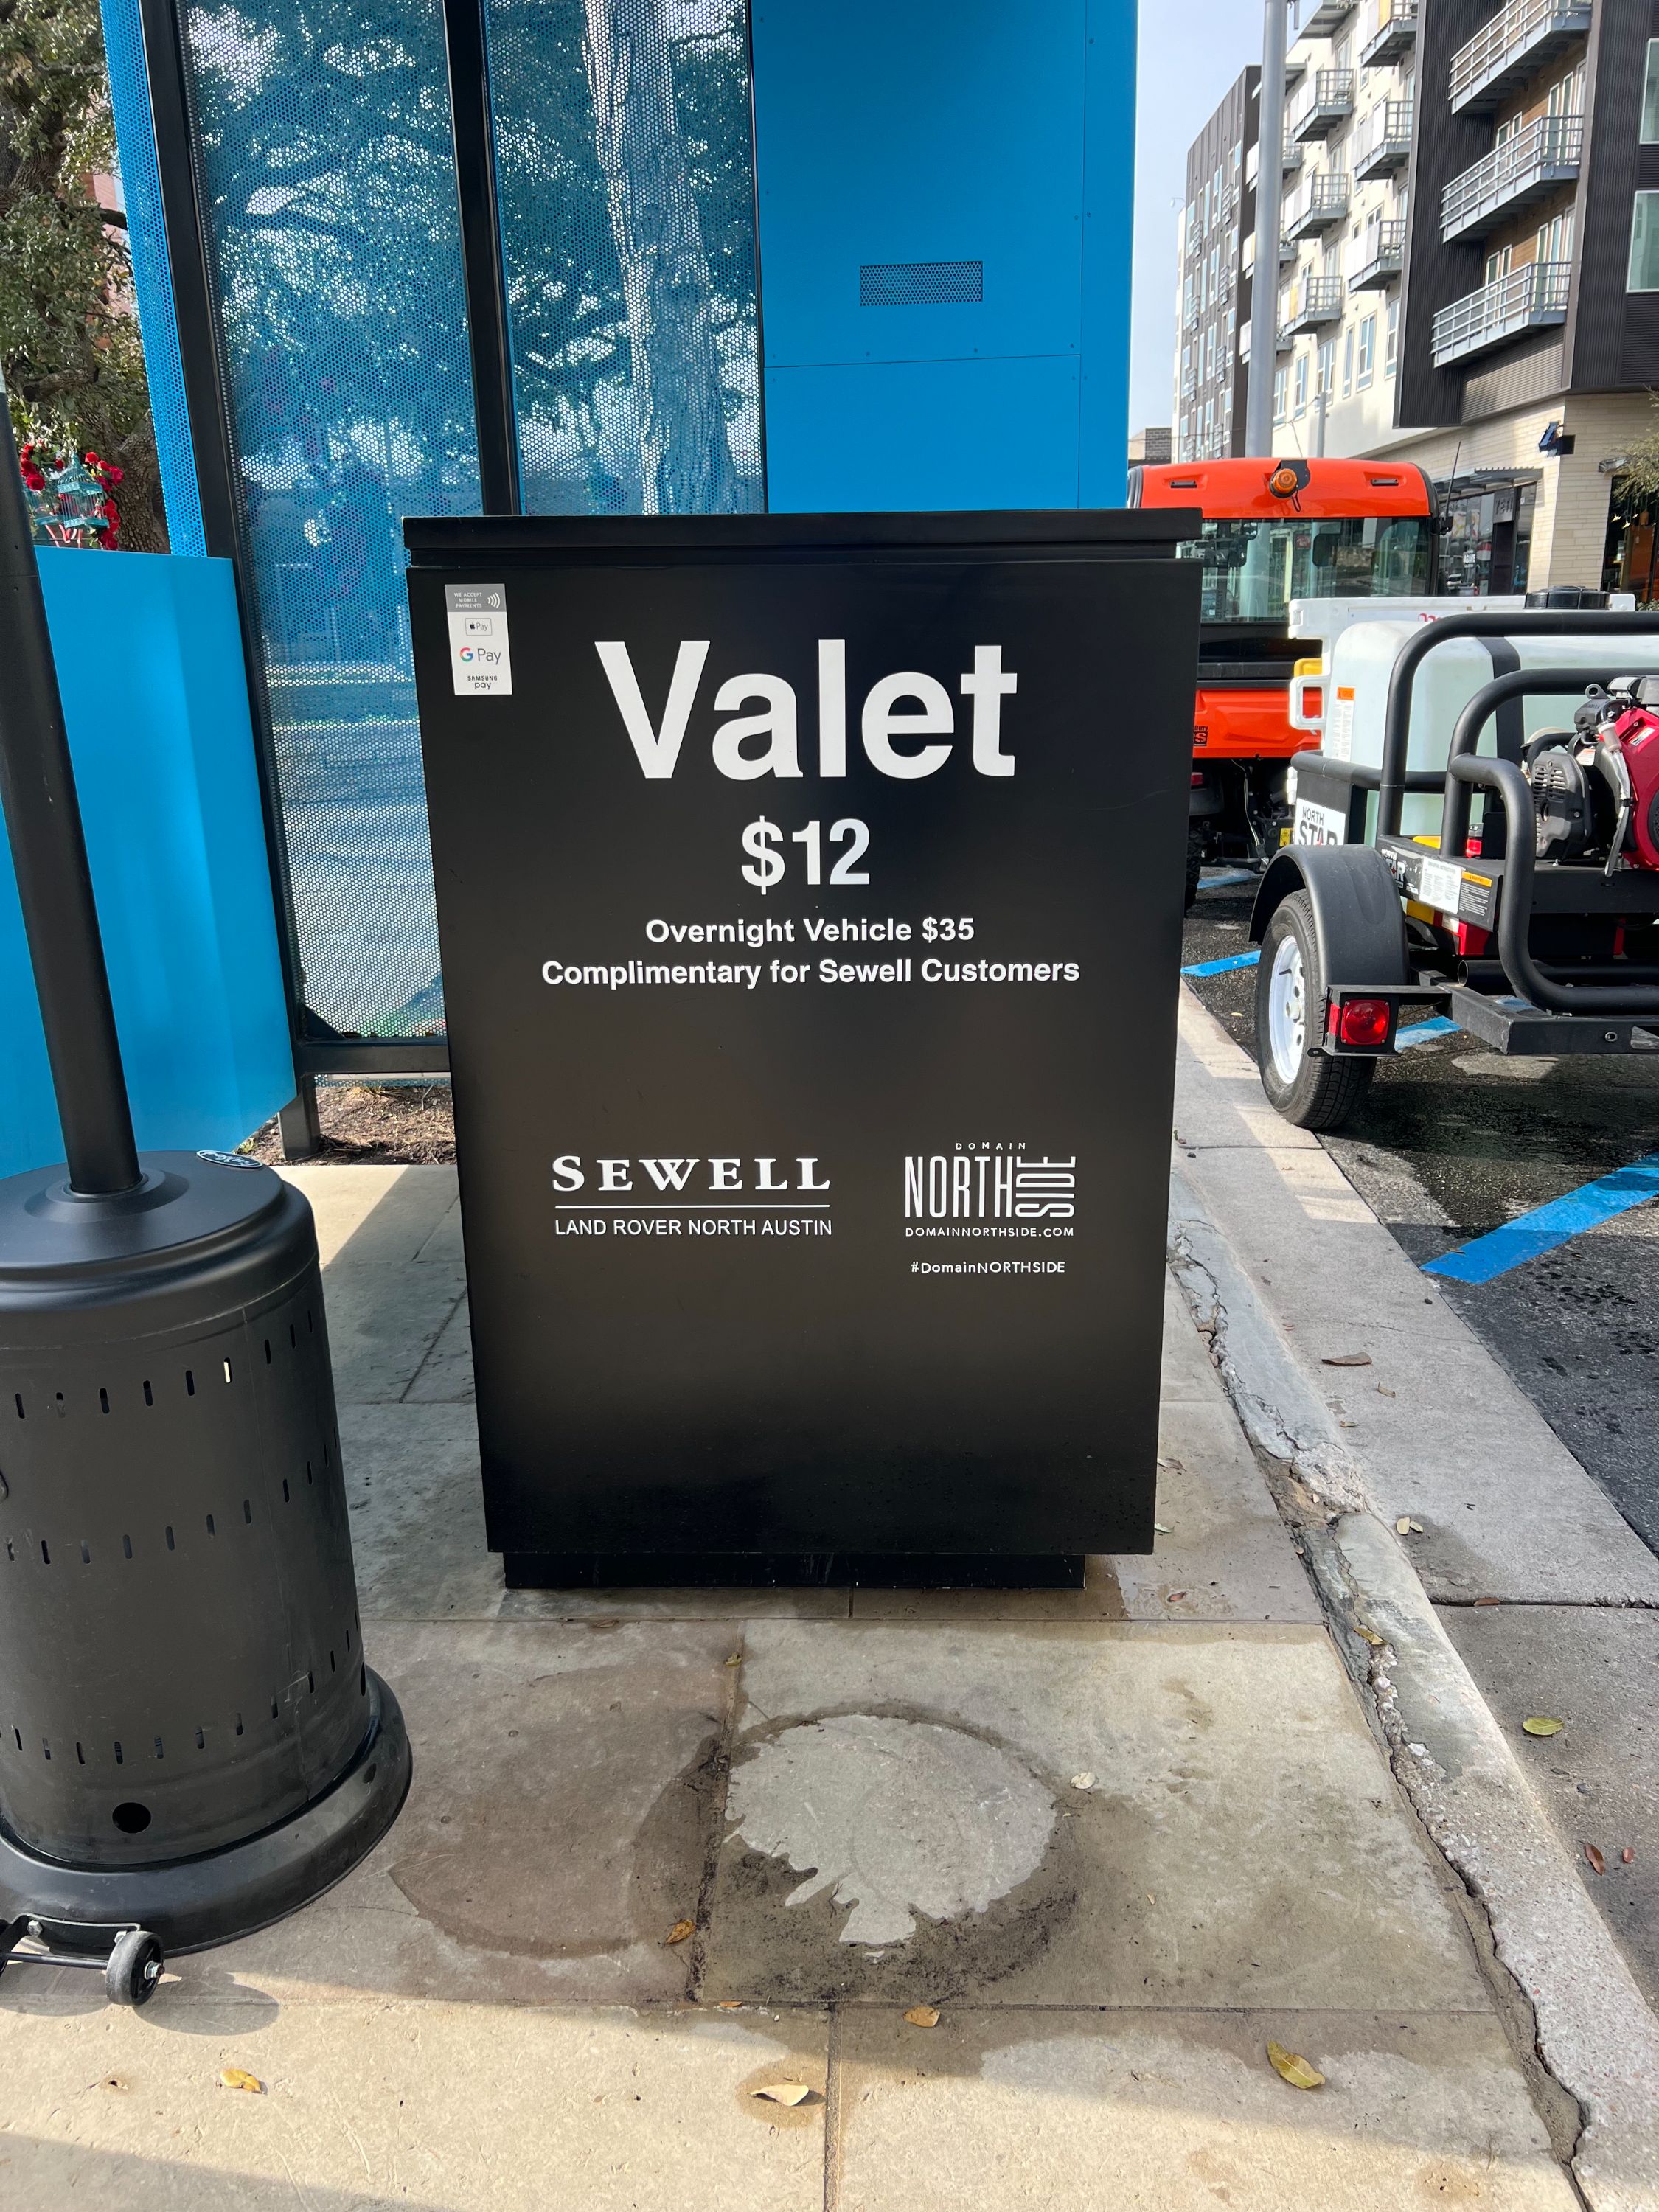 WE ACCEPT
MOBILE
PAYMENTS
Pay
G Pay
SAMSUNG
pay
Valet
$12
Overnight Vehicle $35
Complimentary for Sewell Customers
SEWELL
LAND ROVER NORTH AUSTIN
DOMAIN
NORTHSIDE
DOMAINNORTHSIDE.COM
#DomainNORTHSIDE
NORTH
STAR